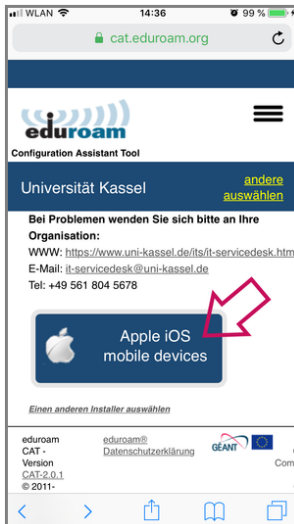 WLAN 14:36 99 %
cat.eduroam.org
eduroam
Configuration Assistant Tool
Universität Kassel
andere
auswählen
Bei Problemen wenden Sie sich bitte an Ihre
Organisation:
WWW: https://www.uni-kassel.de/its/it-servicedesk.htm
E-Mail: it-servicedesk@uni-kassel.de
Tel: +49 561 804 5678
Apple iOS
mobile devices
Einen anderen Installer auswählen
eduroam
CAT -
Version
CAT-2.0.1
© 2011-
eduroam®
Datenschutzerklärung
GÉANT
Com